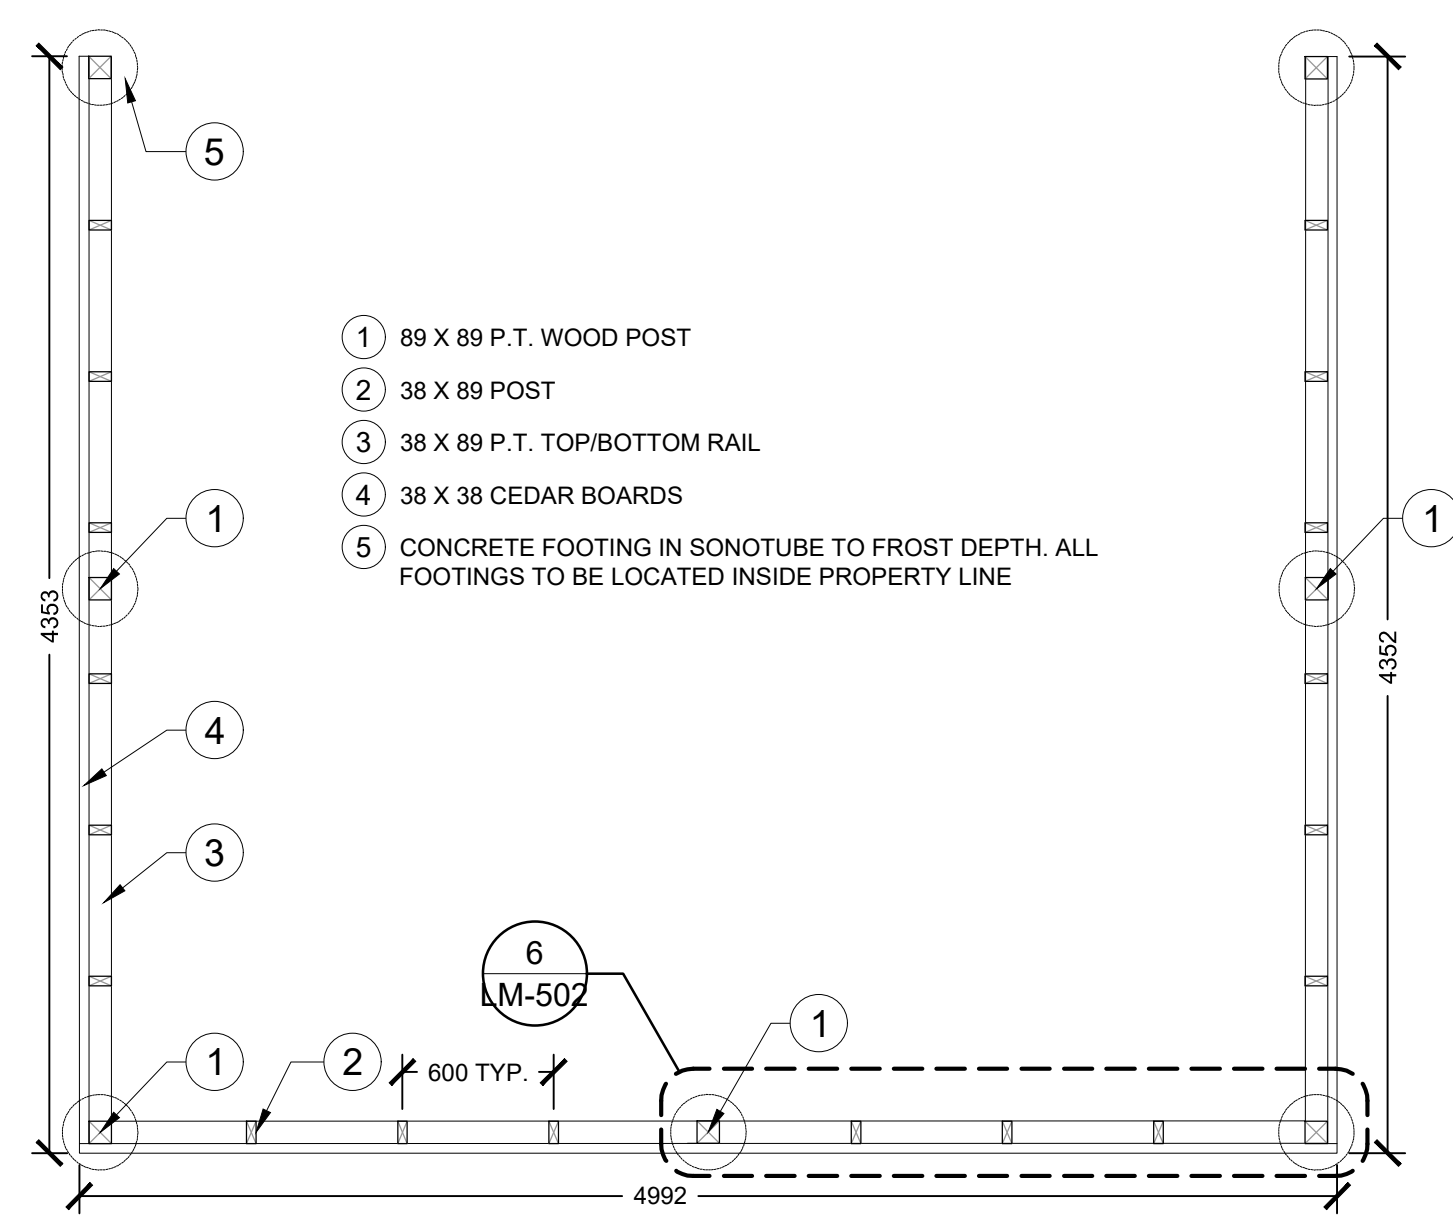 5
1 89 X 89 P.T. WOOD POST
2 38 X 89 POST
3 38 X 89 P.T. TOP/BOTTOM RAIL
4 38 X 38 CEDAR BOARDS
5 CONCRETE FOOTING IN SONOTUBE TO FROST DEPTH. ALL
FOOTINGS TO BE LOCATED INSIDE PROPERTY LINE
1
1
4353
4352
4
3
6
LM-502
1
1
2
600 TYP.
4992